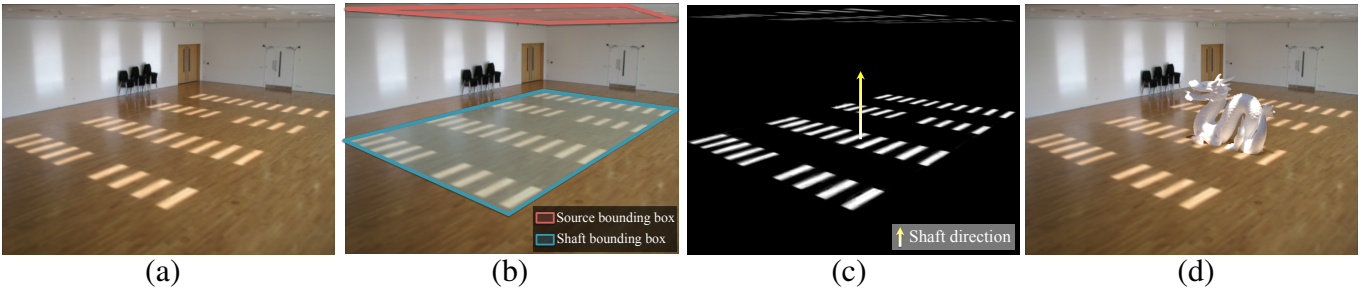 Source bounding box
Shaft bounding box
Shaft direction
(a)
(b)
(c)
(d)